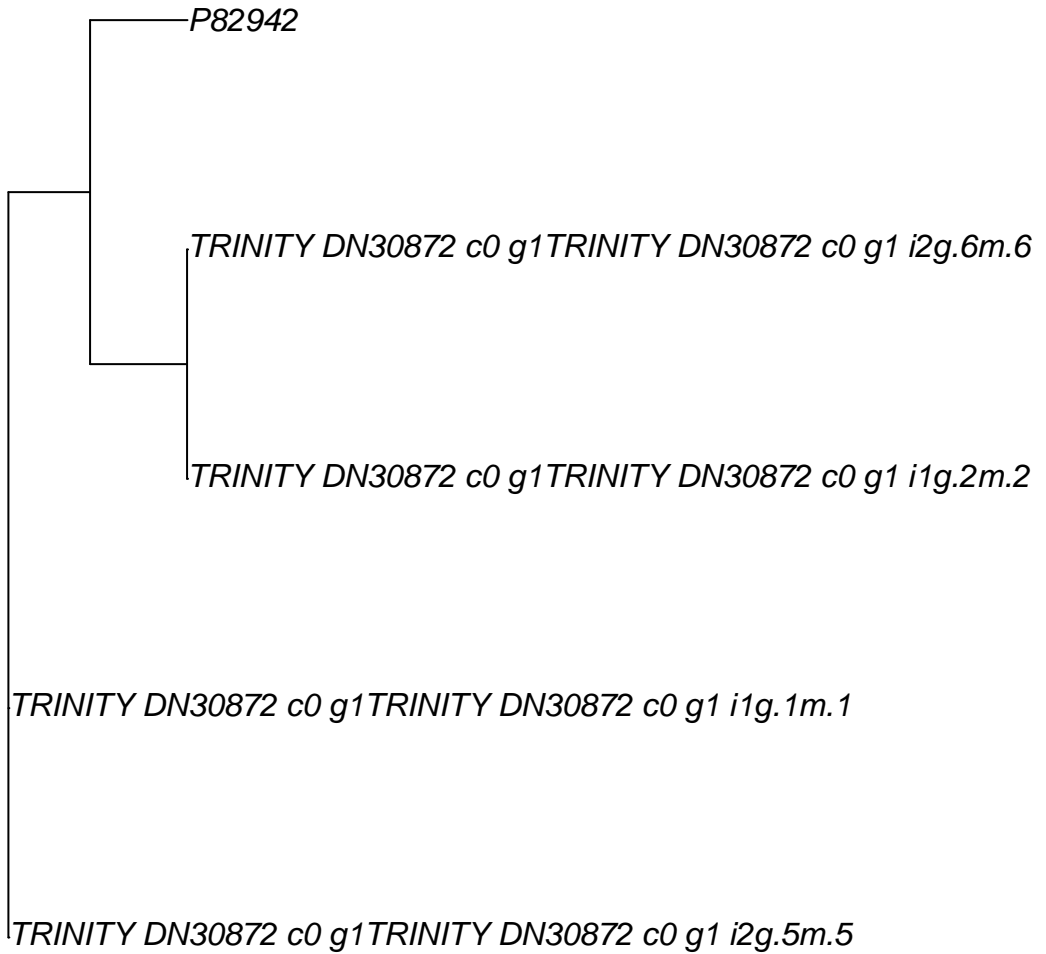 P82942
TRINITY DN30872 c0 g1TRINITY DN30872 c0 g1 i2g.6m.6
TRINITY DN30872 c0 g1TRINITY DN30872 c0 g1 i1g.2m.2
TRINITY DN30872 c0 g1TRINITY DN30872 c0 g1 i1g.1m.1
TRINITY DN30872 c0 g1TRINITY DN30872 c0 g1 i2g.5m.5